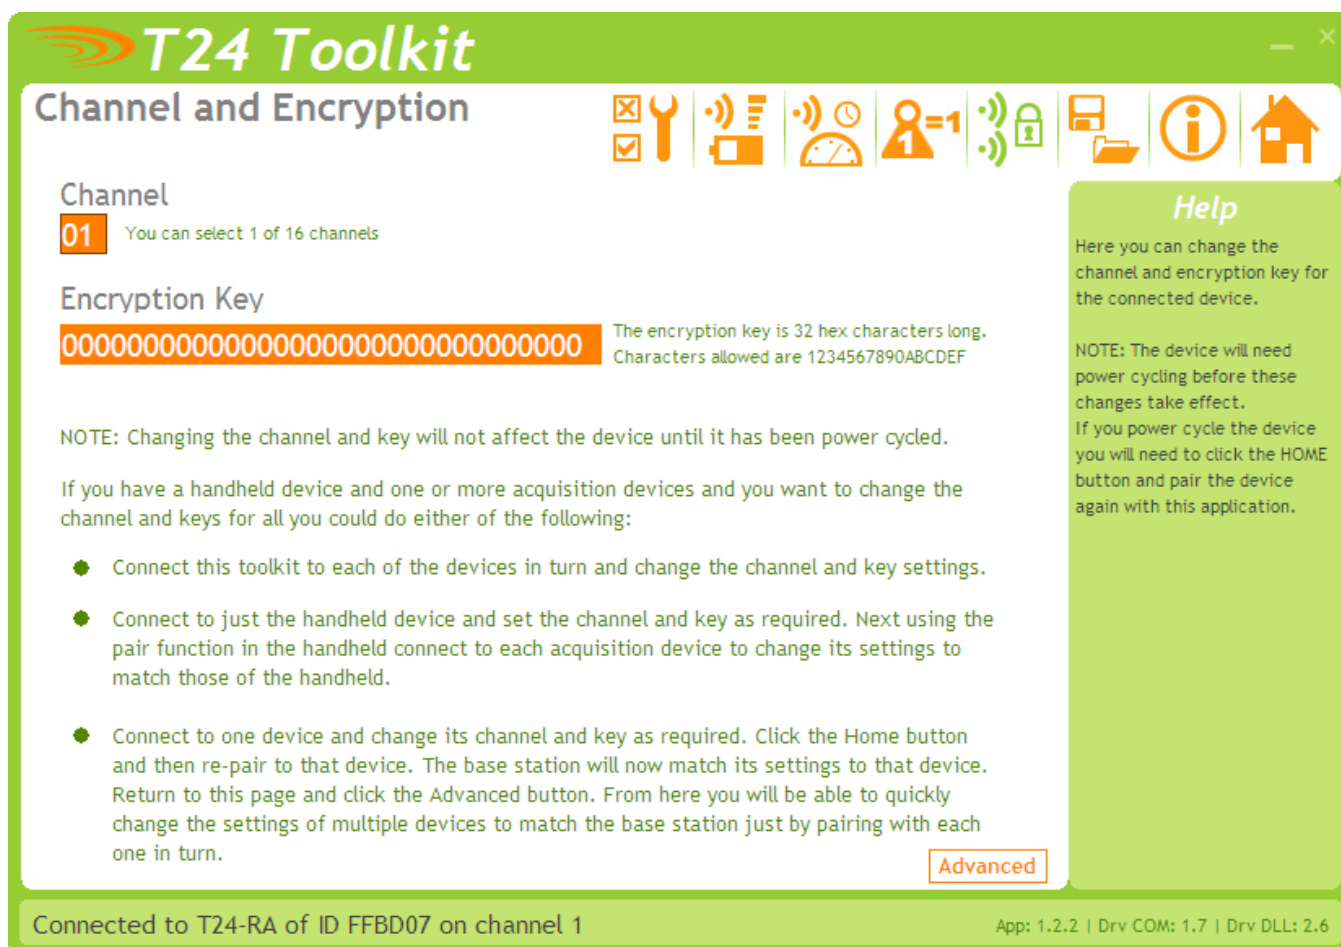 T24 Toolkit
Channel and Encryption
1
=1
1
Channel
01
You can select 1 of 16 channels
Encryption Key
00000000000000000000000000000000
The encryption key is 32 hex characters long.
Characters allowed are 1234567890ABCDEF
NOTE: Changing the channel and key will not affect the device until it has been power cycled.
If you have a handheld device and one or more acquisition devices and you want to change the
channel and keys for all you could do either of the following:
Connect this toolkit to each of the devices in turn and change the channel and key settings.
Connect to just the handheld device and set the channel and key as required. Next using the
pair function in the handheld connect to each acquisition device to change its settings to
match those of the handheld.
Connect to one device and change its channel and key as required. Click the Home button
and then re-pair to that device. The base station will now match its settings to that device.
Return to this page and click the Advanced button. From here you will be able to quickly
change the settings of multiple devices to match the base station just by pairing with each
one in turn.
Advanced
Help
Here you can change the
channel and encryption key for
the connected device.
NOTE: The device will need
power cycling before these
changes take effect.
If you power cycle the device
you will need to click the HOME
button and pair the device
again with this application.
Connected to T24-RA of ID FFBD07 on channel 1
App: 1.2.2 | Drv COM: 1.7 | Drv DLL: 2.6